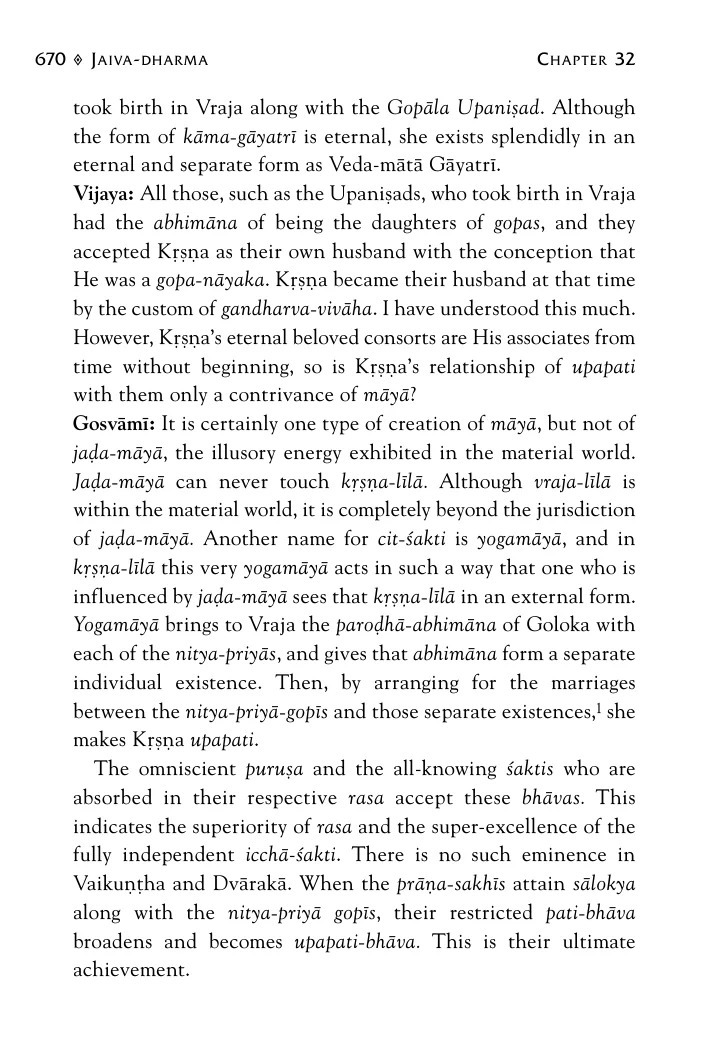 670 ◈ Jaiva-dharma Chapter 32
took birth in Vraja along with the Gopāla Upaniṣad. Although
the form of kāma-gāyatrī is eternal, she exists splendidly in an
eternal and separate form as Veda-mātā Gāyatrī.
Vijaya: All those, such as the Upaniṣads, who took birth in Vraja
had the abhimāna of being the daughters of gopas, and they
accepted Kṛṣṇa as their own husband with the conception that
He was a gopa-nāyaka. Kṛṣṇa became their husband at that time
by the custom of gandharva-vivāha. I have understood this much.
However, Kṛṣṇa’s eternal beloved consorts are His associates from
time without beginning, so is Kṛṣṇa’s relationship of upapati
with them only a contrivance of māyā?
Gosvāmī: It is certainly one type of creation of māyā, but not of
jaḍa-māyā, the illusory energy exhibited in the material world.
Jaḍa-māyā can never touch kṛṣṇa-līlā. Although vraja-līlā is
within the material world, it is completely beyond the jurisdiction
of jaḍa-māyā. Another name for cit-śakti is yogamāyā, and in
kṛṣṇa-līlā this very yogamāyā acts in such a way that one who is
influenced by jaḍa-māyā sees that kṛṣṇa-līlā in an external form.
Yogamāyā brings to Vraja the paroḍhā-abhimāna of Goloka with
each of the nitya-priyās, and gives that abhimāna form a separate
individual existence. Then, by arranging for the marriages
between the nitya-priyā-gopīs and those separate existences,¹ she
makes Kṛṣṇa upapati.
The omniscient puruṣa and the all-knowing śaktis who are
absorbed in their respective rasa accept these bhāvas. This
indicates the superiority of rasa and the super-excellence of the
fully independent icchā-śakti. There is no such eminence in
Vaikuṇṭha and Dvārakā. When the prāṇa-sakhīs attain sālokya
along with the nitya-priyā gopīs, their restricted pati-bhāva
broadens and becomes upapati-bhāva. This is their ultimate
achievement.